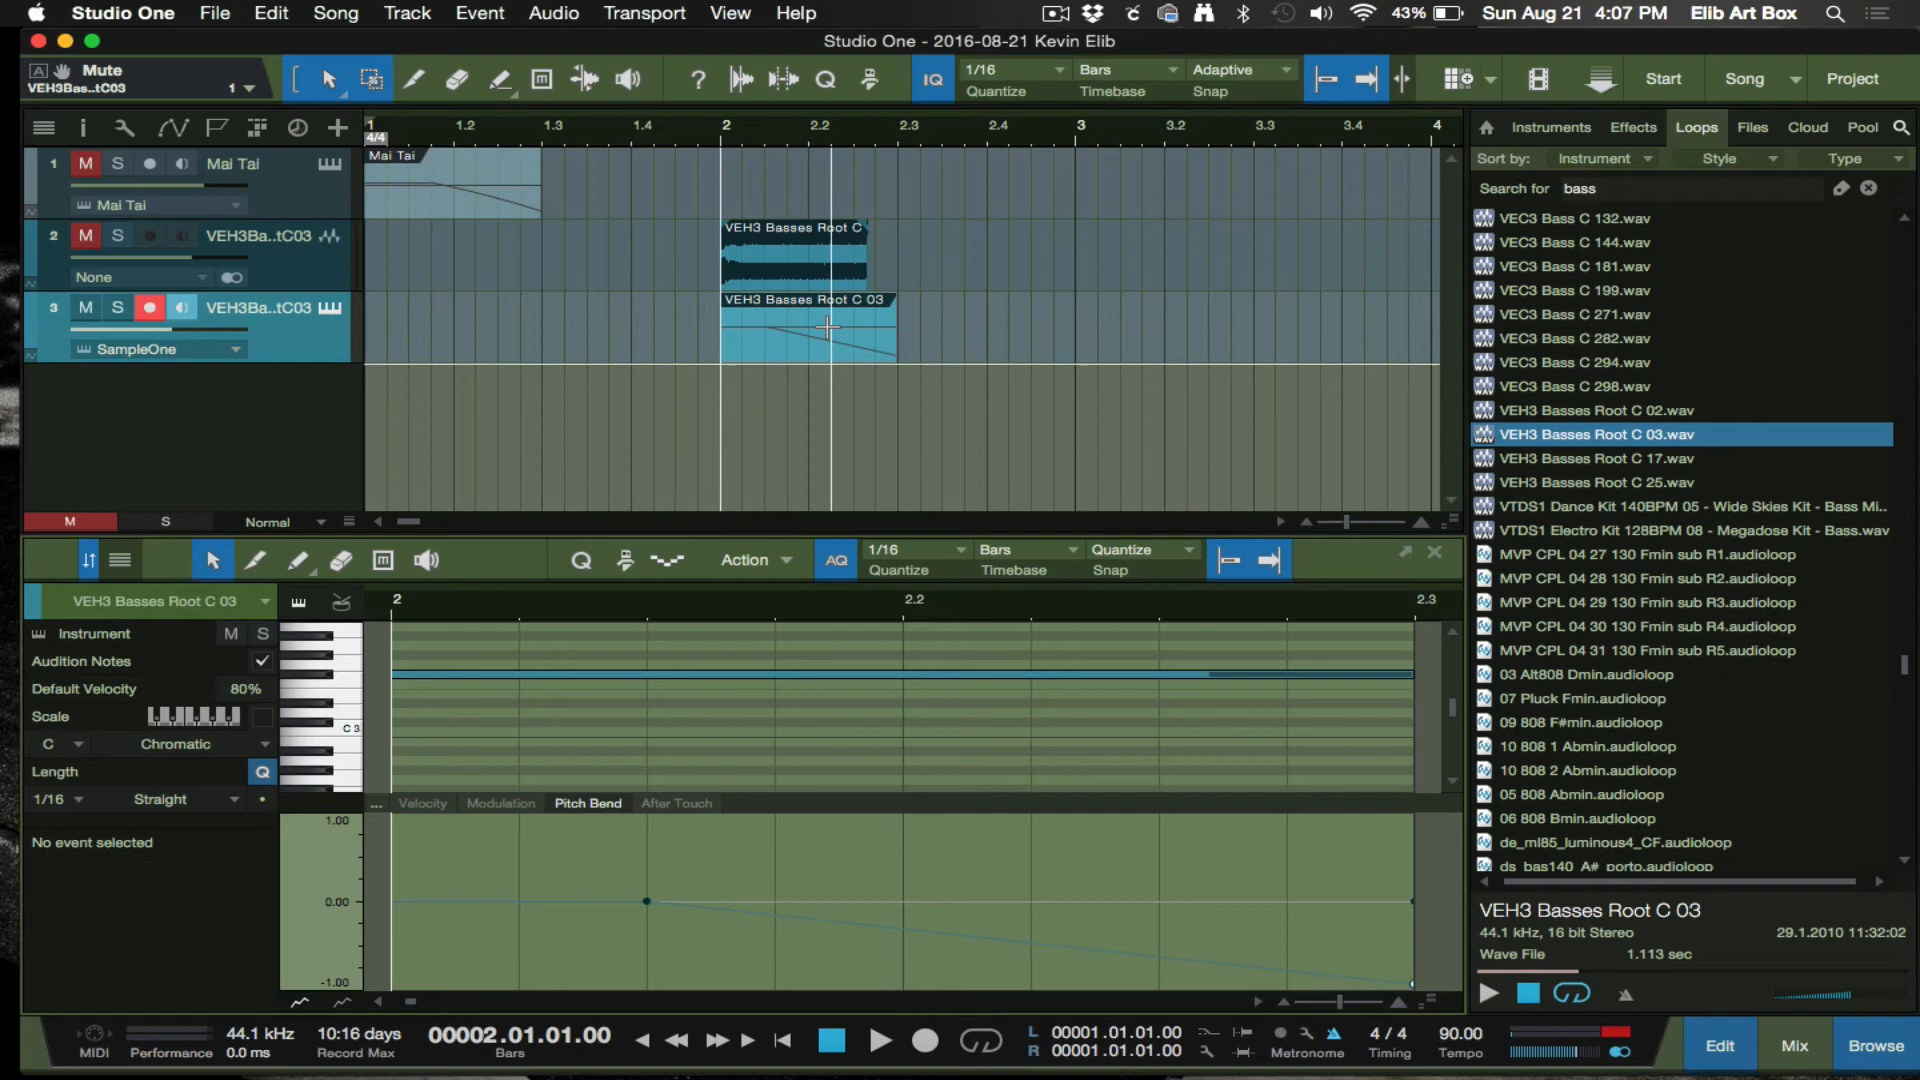 Studio One File Edit Song Track Event Audio Transport View Help 43% Sun Aug 21 4:07 PM Elib Art Box
Studio One - 2016-08-21 Kevin Elib
A Mute
VEH3Bas..tC03 1
IQ 1/16 Bars Adaptive
Quantize Timebase Snap
Start Song Project
1 1.2 1.3 1.4 2 2.2 2.3 2.4 3 3.2 3.3 3.4 4
4/4
Instruments Effects Loops Files Cloud Pool
Sort by: Instrument Style Type
Search for bass
1 M S Mai Tai
Mai Tai
2 M S VEH3Ba..tC03
None
3 M S VEH3Ba..tC03
SampleOne
Mai Tai
VEH3 Basses Root C
VEH3 Basses Root C 03
M S Normal
VEC3 Bass C 132.wav
VEC3 Bass C 144.wav
VEC3 Bass C 181.wav
VEC3 Bass C 199.wav
VEC3 Bass C 271.wav
VEC3 Bass C 282.wav
VEC3 Bass C 294.wav
VEC3 Bass C 298.wav
VEH3 Basses Root C 02.wav
VEH3 Basses Root C 03.wav
VEH3 Basses Root C 17.wav
VEH3 Basses Root C 25.wav
VTDS1 Dance Kit 140BPM 05 - Wide Skies Kit - Bass Mi..
VTDS1 Electro Kit 128BPM 08 - Megadose Kit - Bass.wav
MVP CPL 04 27 130 Fmin sub R1.audioloop
MVP CPL 04 28 130 Fmin sub R2.audioloop
MVP CPL 04 29 130 Fmin sub R3.audioloop
MVP CPL 04 30 130 Fmin sub R4.audioloop
MVP CPL 04 31 130 Fmin sub R5.audioloop
03 Alt808 Dmin.audioloop
07 Pluck Fmin.audioloop
09 808 F#min.audioloop
10 808 1 Abmin.audioloop
10 808 2 Abmin.audioloop
05 808 Abmin.audioloop
06 808 Bmin.audioloop
de_ml85_luminous4_CF.audioloop
ds_bas140_A#_porto.audioloop
VEH3 Basses Root C 03
44.1 kHz, 16 bit Stereo 29.1.2010 11:32:02
Wave File 1.113 sec
Q Action AQ 1/16 Bars Quantize
Quantize Timebase Snap
VEH3 Basses Root C 03
2 2.2 2.3
Instrument M S
Audition Notes
Default Velocity 80%
Scale
C Chromatic
Length Q
1/16 Straight
No event selected
C 3
... Velocity Modulation Pitch Bend After Touch
1.00
0.00
-1.00
MIDI Performance 44.1 kHz 0.0 ms
10:16 days Record Max
00002.01.01.00 Bars
L 00001.01.01.00
R 00001.01.01.00
Metronome
4 / 4 Timing
90.00 Tempo
Edit Mix Browse